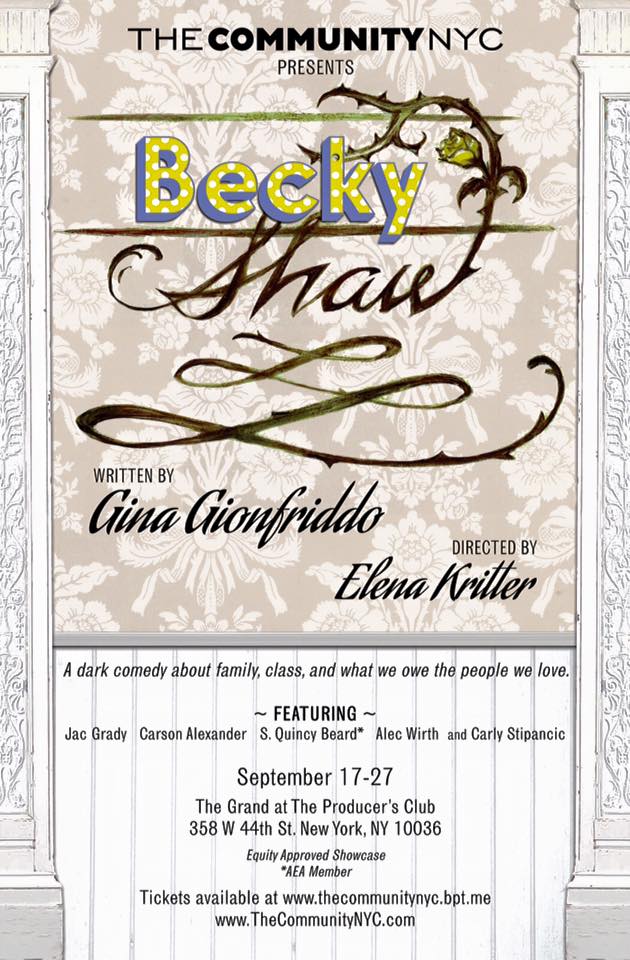 THECOMMUNITYNYC
PRESENTS
Becky
Shaw
WRITTEN BY
Gina Gionfriddo
DIRECTED BY
Elena Kritter
A dark comedy about family, class, and what we owe the people we love.
~ FEATURING ~
Jac Grady Carson Alexander S. Quincy Beard* Alec Wirth and Carly Stipancic
September 17-27
The Grand at The Producer's Club
358 W 44th St. New York, NY 10036
Equity Approved Showcase
*AEA Member
Tickets available at www.thecommunitynyc.bpt.me
www.TheCommunityNYC.com